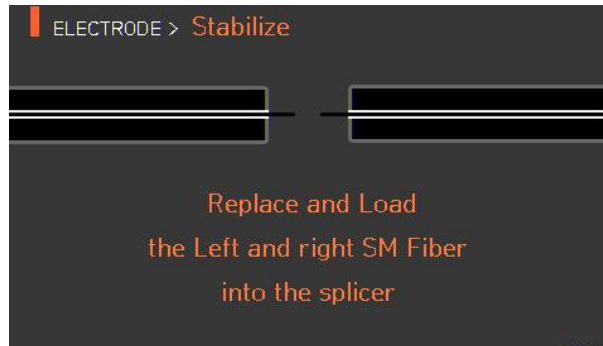 ELECTRODE > Stabilize
Replace and Load
the Left and right SM Fiber
into the splicer